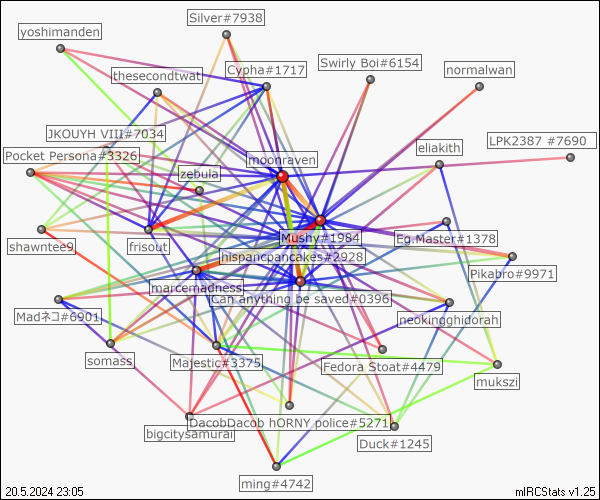 Silver#7938
yoshimanden
Swirly Boi#6154
Cypha#1717
normalwan
thesecondtwat
JKOUYH VIII#7034
LPK2387 #7690
eliakith
Pocket Persona#3326
moonraven
zebula
Mushy#1984
Eg.Master#1378
shawntee9
frisout
hispancpancakes#2928
Pikabro#9971
marcemadness
Can anything be saved#0396
Madネコ#6901
neokingghidorah
somass
Majestic#3375
Fedora Stoat#4479
mukszi
DacobDacob hORNY police#5271
bigcitysamurai
Duck#1245
ming#4742
20.5.2024 23:05
mIRCStats v1.25